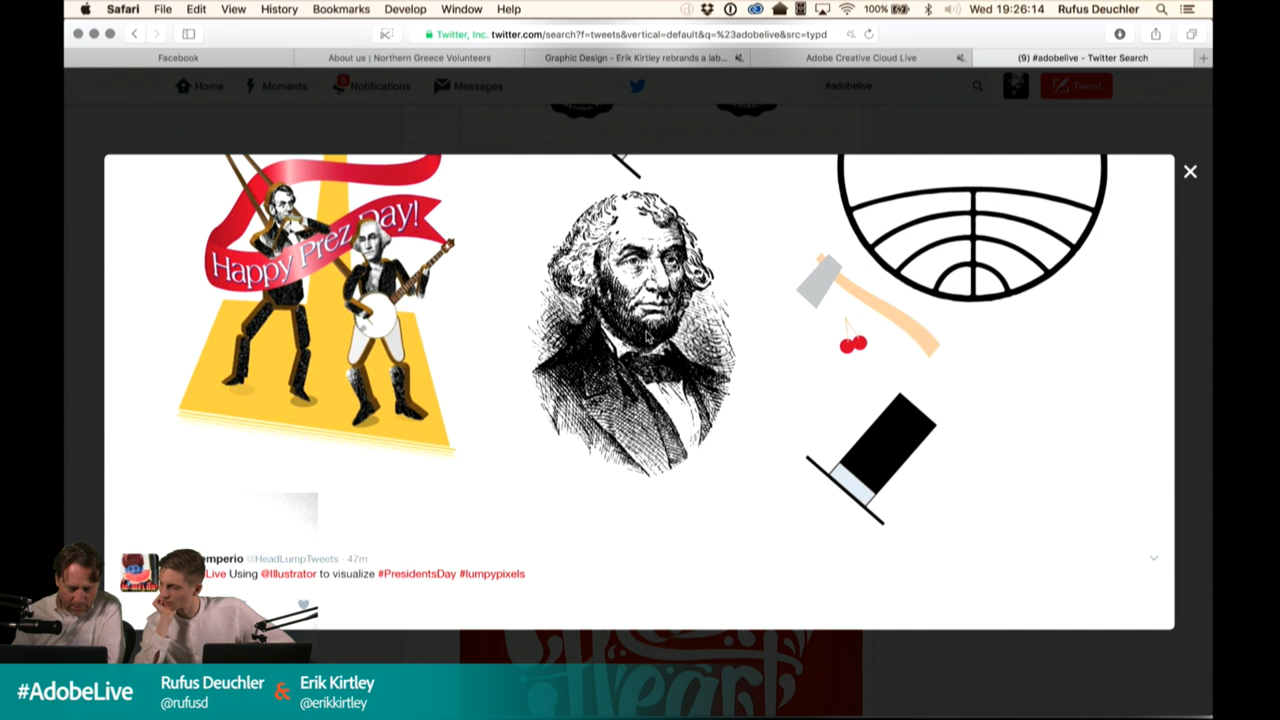 Safari File Edit View History Bookmarks Develop Window Help 100% Wed 19:26:14 Rufus Deuchler
Twitter, Inc. twitter.com/search?f=tweets&vertical=default&q=%23adobelive&src=typd
Facebook About us | Northern Greece Volunteers Graphic Design - Erik Kirtley rebrands a lab... Adobe Creative Cloud Live (9) #adobelive - Twitter Search
Home Moments Notifications Messages #adobelive Tweet
Happy Prez Day!
emperio @HeadLumpTweets · 47m
Live Using @Illustrator to visualize #PresidentsDay #lumpypixels
Heart
#AdobeLive
Rufus Deuchler & Erik Kirtley
@rufusd @erikkirtley